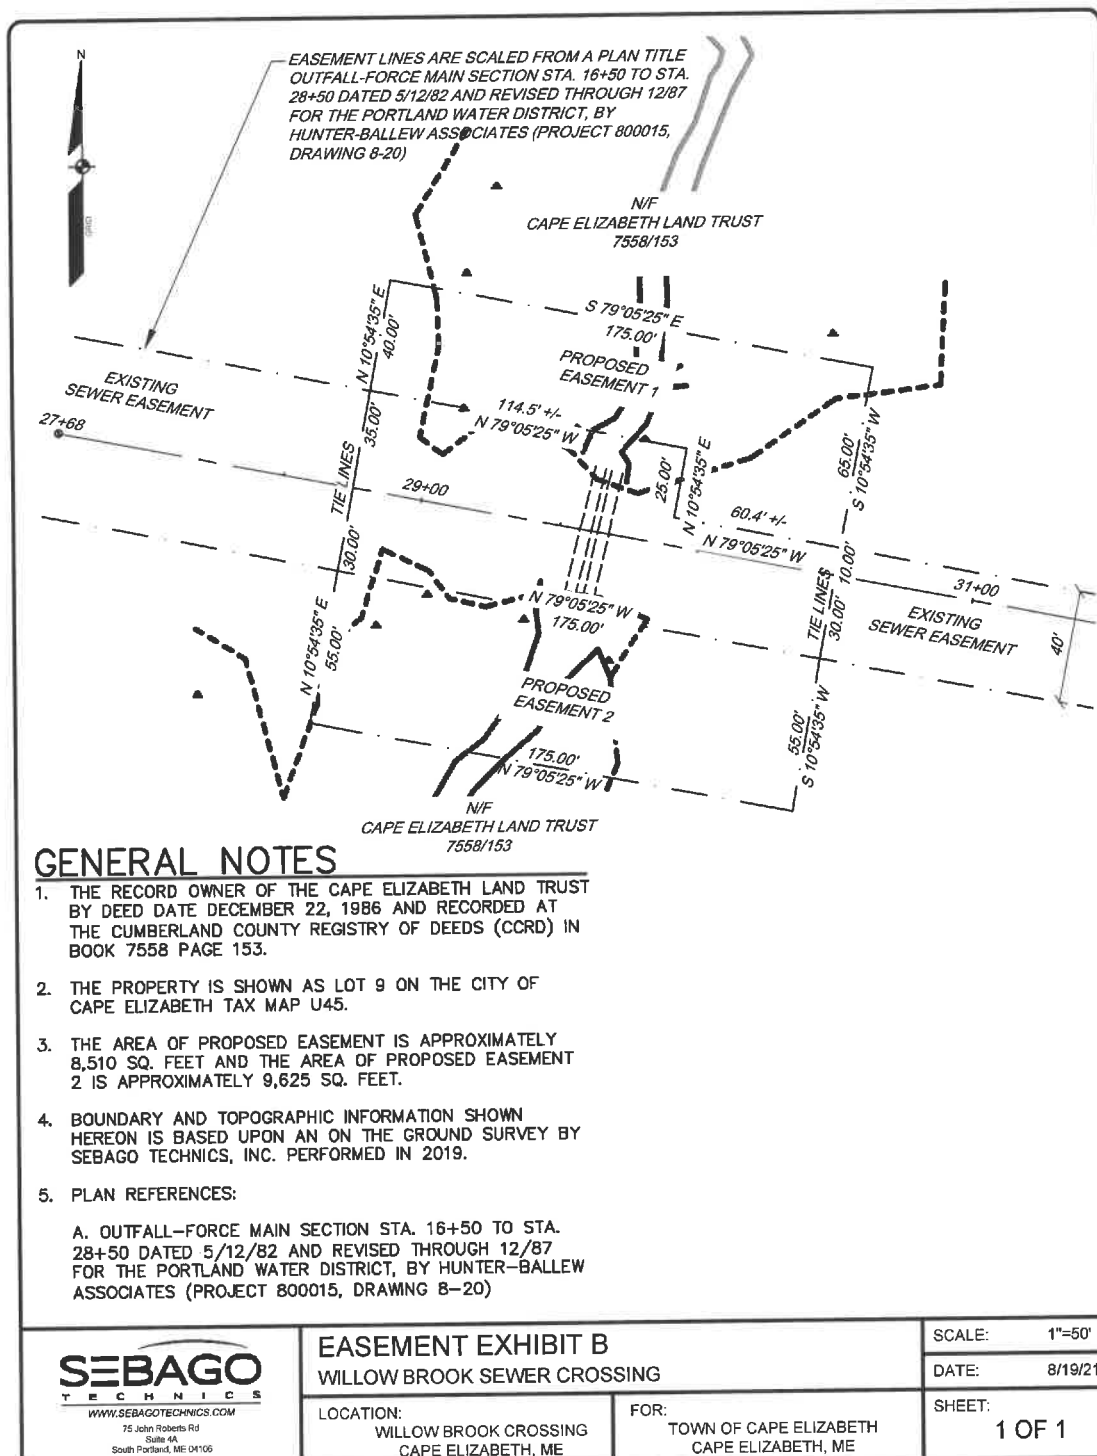 N
GRID
EASEMENT LINES ARE SCALED FROM A PLAN TITLE
OUTFALL-FORCE MAIN SECTION STA. 16+50 TO STA.
28+50 DATED 5/12/82 AND REVISED THROUGH 12/87
FOR THE PORTLAND WATER DISTRICT, BY
HUNTER-BALLEW ASSOCIATES (PROJECT 800015,
DRAWING 8-20)
N/F
CAPE ELIZABETH LAND TRUST
7558/153
S 79°05'25" E
175.00'
N 10°54'35" E
40.00'
PROPOSED
EASEMENT 1
EXISTING
SEWER EASEMENT
27+68
35.00'
TIE LINES
30.00'
29+00
114.5' +/-
N 79°05'25" W
25.00'
N 10°54'35" E
65.00'
S 10°54'35" W
60.4' +/-
N 79°05'25" W
10.00'
TIE LINES
30.00'
31+00
EXISTING
SEWER EASEMENT
40'
N 10°54'35" E
55.00'
N 79°05'25" W
175.00'
PROPOSED
EASEMENT 2
55.00'
S 10°54'35" W
175.00'
N 79°05'25" W
N/F
CAPE ELIZABETH LAND TRUST
7558/153
GENERAL NOTES
1. THE RECORD OWNER OF THE CAPE ELIZABETH LAND TRUST
BY DEED DATE DECEMBER 22, 1986 AND RECORDED AT
THE CUMBERLAND COUNTY REGISTRY OF DEEDS (CCRD) IN
BOOK 7558 PAGE 153.
2. THE PROPERTY IS SHOWN AS LOT 9 ON THE CITY OF
CAPE ELIZABETH TAX MAP U45.
3. THE AREA OF PROPOSED EASEMENT IS APPROXIMATELY
8,510 SQ. FEET AND THE AREA OF PROPOSED EASEMENT
2 IS APPROXIMATELY 9,625 SQ. FEET.
4. BOUNDARY AND TOPOGRAPHIC INFORMATION SHOWN
HEREON IS BASED UPON AN ON THE GROUND SURVEY BY
SEBAGO TECHNICS, INC. PERFORMED IN 2019.
5. PLAN REFERENCES:
A. OUTFALL-FORCE MAIN SECTION STA. 16+50 TO STA.
28+50 DATED 5/12/82 AND REVISED THROUGH 12/87
FOR THE PORTLAND WATER DISTRICT, BY HUNTER-BALLEW
ASSOCIATES (PROJECT 800015, DRAWING 8-20)
SEBAGO
TECHNICS
WWW.SEBAGOTECHNICS.COM
75 John Roberts Rd
Suite 4A
South Portland, ME 04106
EASEMENT EXHIBIT B
WILLOW BROOK SEWER CROSSING
LOCATION:
WILLOW BROOK CROSSING
CAPE ELIZABETH, ME
FOR:
TOWN OF CAPE ELIZABETH
CAPE ELIZABETH, ME
SCALE: 1"=50'
DATE: 8/19/21
SHEET:
1 OF 1